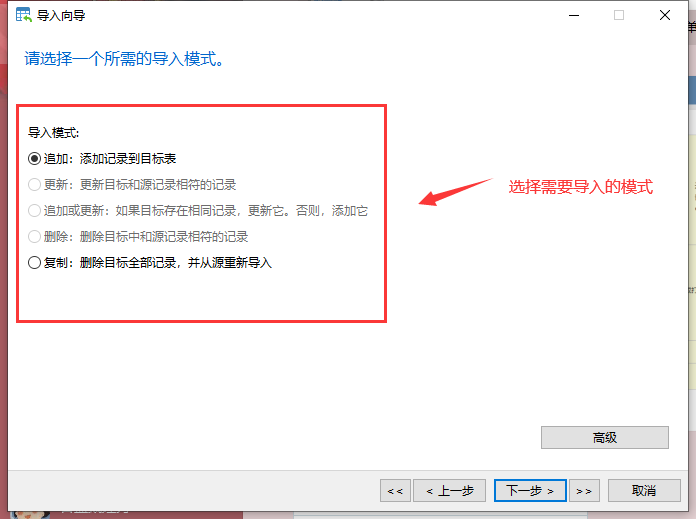 导入向导
请选择一个所需的导入模式。
导入模式:
追加：添加记录到目标表
更新：更新目标和源记录相符的记录
追加或更新：如果目标存在相同记录，更新它。否则，添加它
删除：删除目标中和源记录相符的记录
复制：删除目标全部记录，并从源重新导入
选择需要导入的模式
高级
<< < 上一步 下一步 > >> 取消